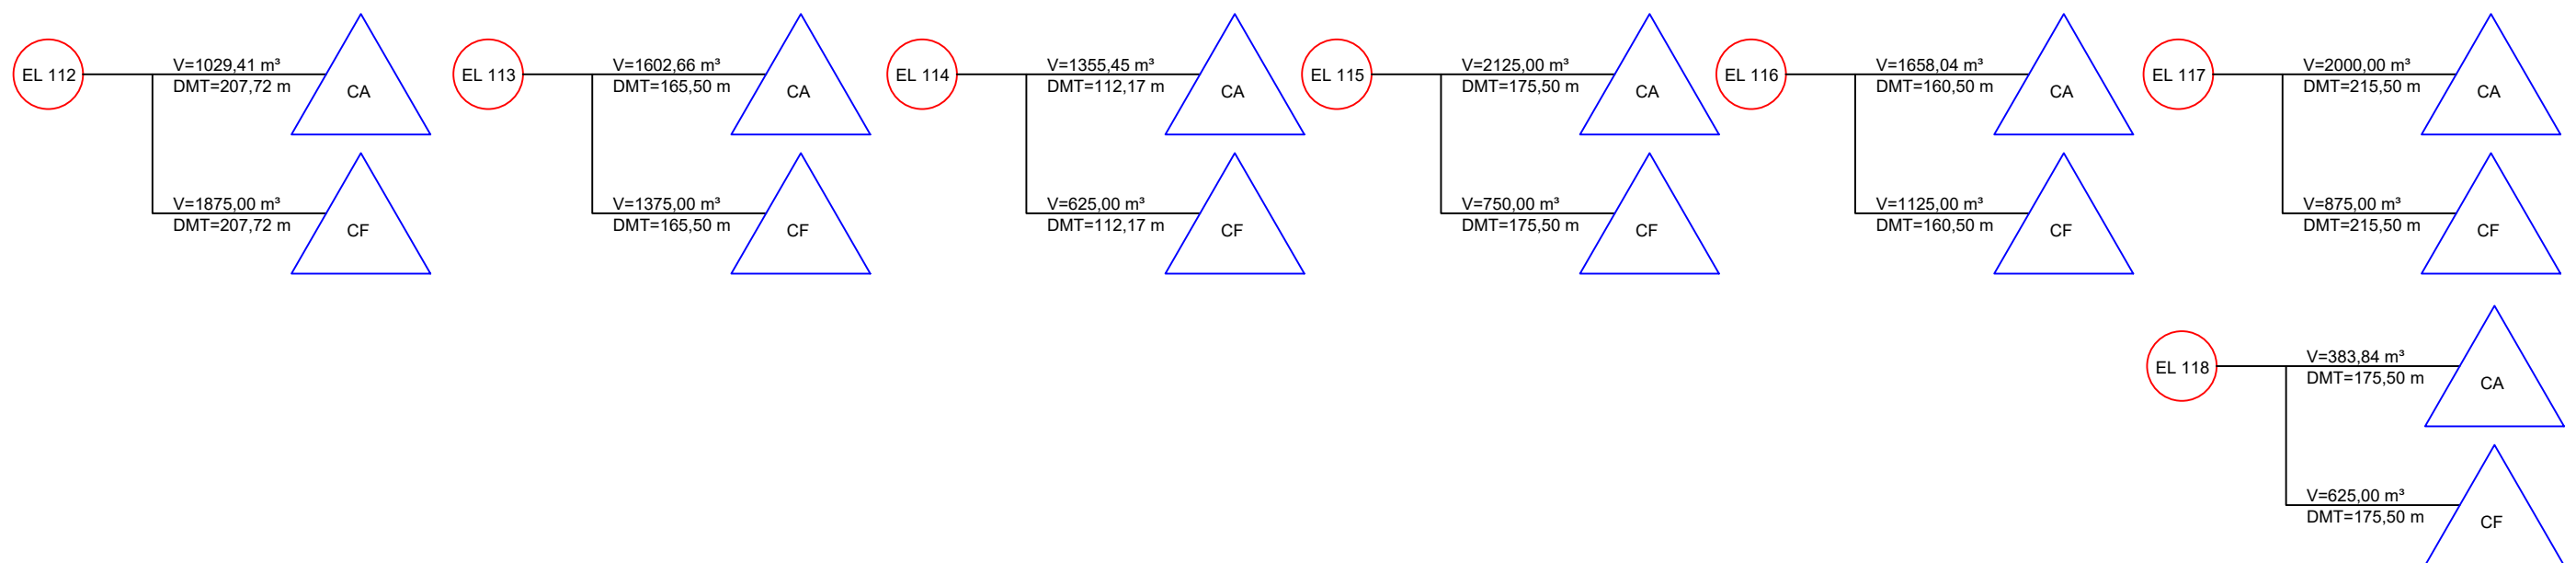 EL 112
V=1029,41 m³
DMT=207,72 m
CA
V=1875,00 m³
DMT=207,72 m
CF
EL 113
V=1602,66 m³
DMT=165,50 m
CA
V=1375,00 m³
DMT=165,50 m
CF
EL 114
V=1355,45 m³
DMT=112,17 m
CA
V=625,00 m³
DMT=112,17 m
CF
EL 115
V=2125,00 m³
DMT=175,50 m
CA
V=750,00 m³
DMT=175,50 m
CF
EL 116
V=1658,04 m³
DMT=160,50 m
CA
V=1125,00 m³
DMT=160,50 m
CF
EL 117
V=2000,00 m³
DMT=215,50 m
CA
V=875,00 m³
DMT=215,50 m
CF
EL 118
V=383,84 m³
DMT=175,50 m
CA
V=625,00 m³
DMT=175,50 m
CF